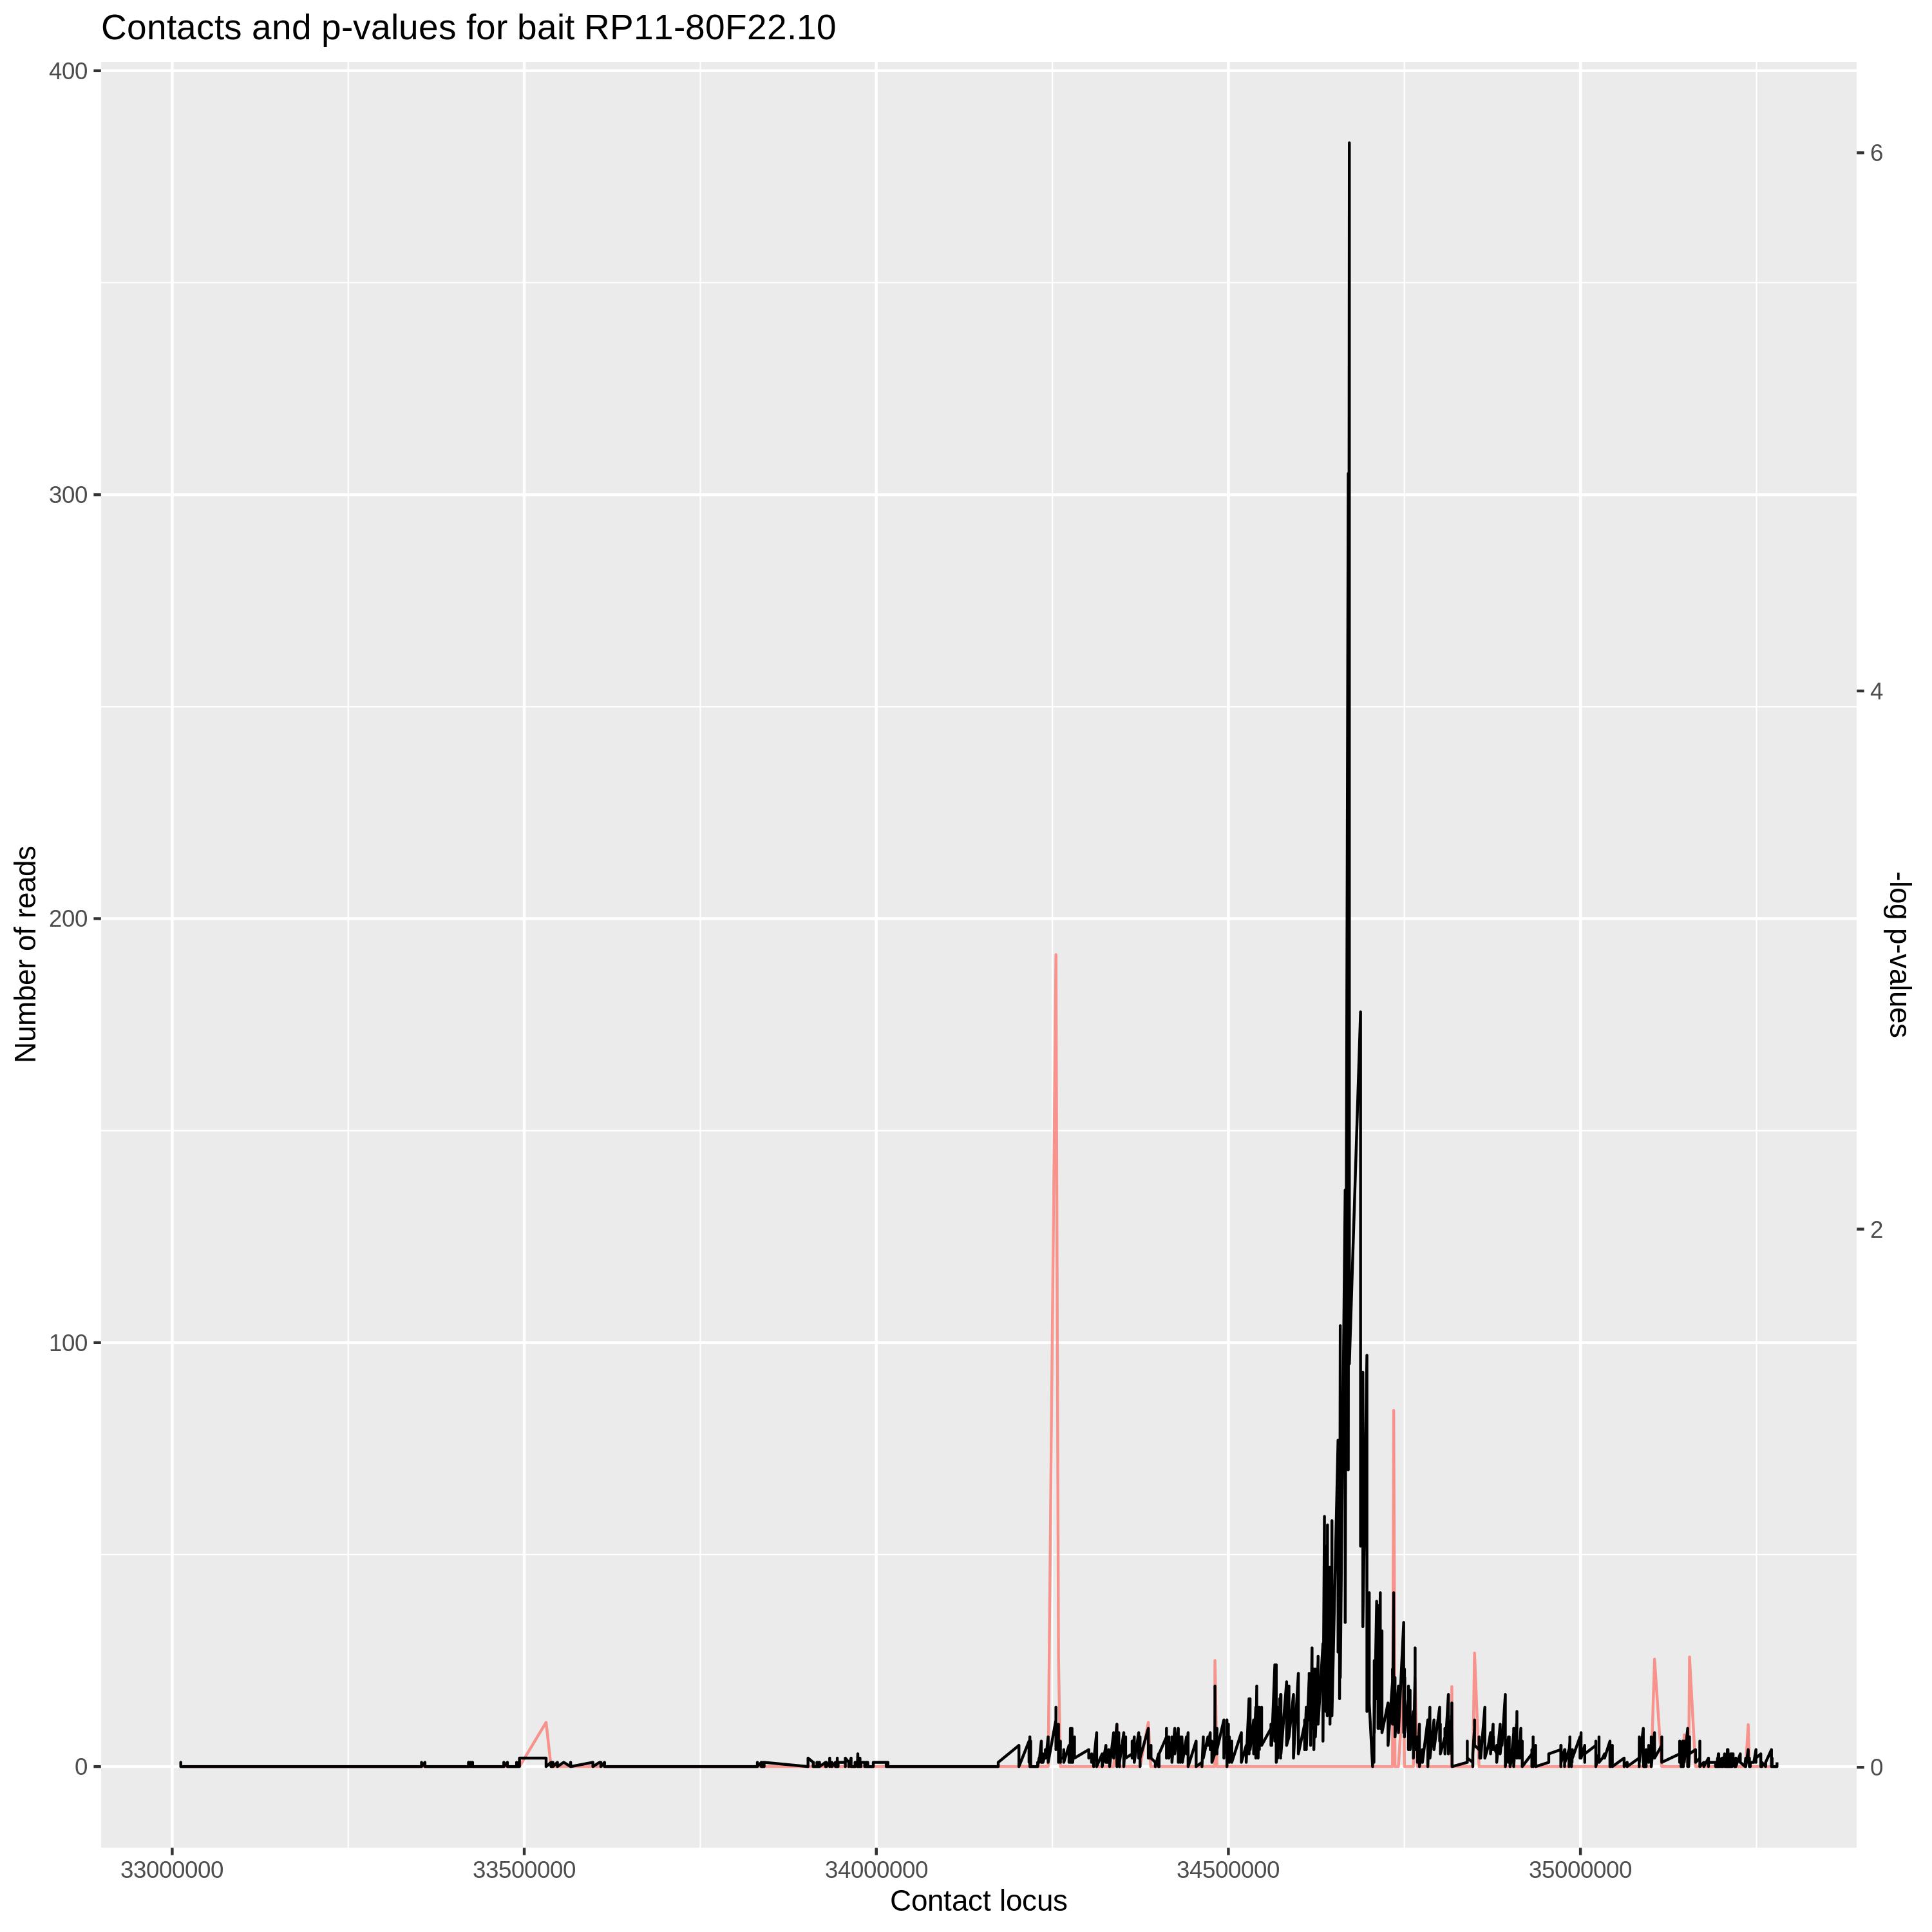 Contacts and p-values for bait RP11-80F22.10
400
300
200
100
0
Number of reads
6
4
2
0
-log p-values
33000000 33500000 34000000 34500000 35000000
Contact locus